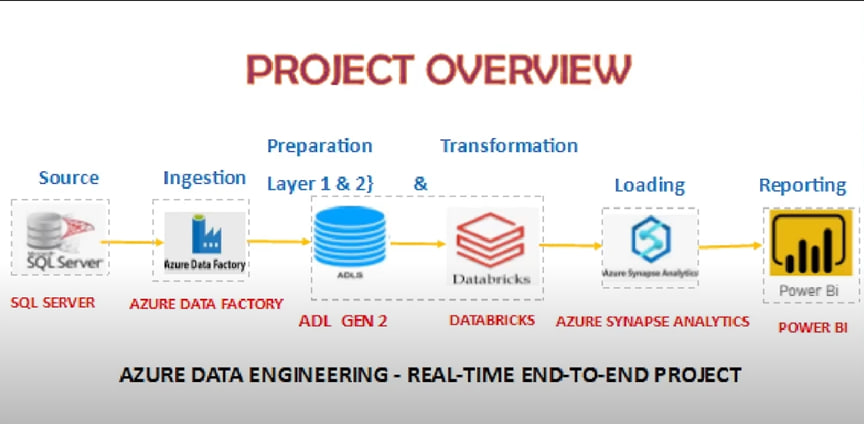 PROJECT OVERVIEW
Preparation Transformation
Source Ingestion Layer 1 & 2} & Loading Reporting
SQL Server
Azure Data Factory
ADLS
Databricks
Azure Synapse Analytics
Power Bi
SQL SERVER
AZURE DATA FACTORY
ADL GEN 2
DATABRICKS
AZURE SYNAPSE ANALYTICS
POWER BI
AZURE DATA ENGINEERING - REAL-TIME END-TO-END PROJECT